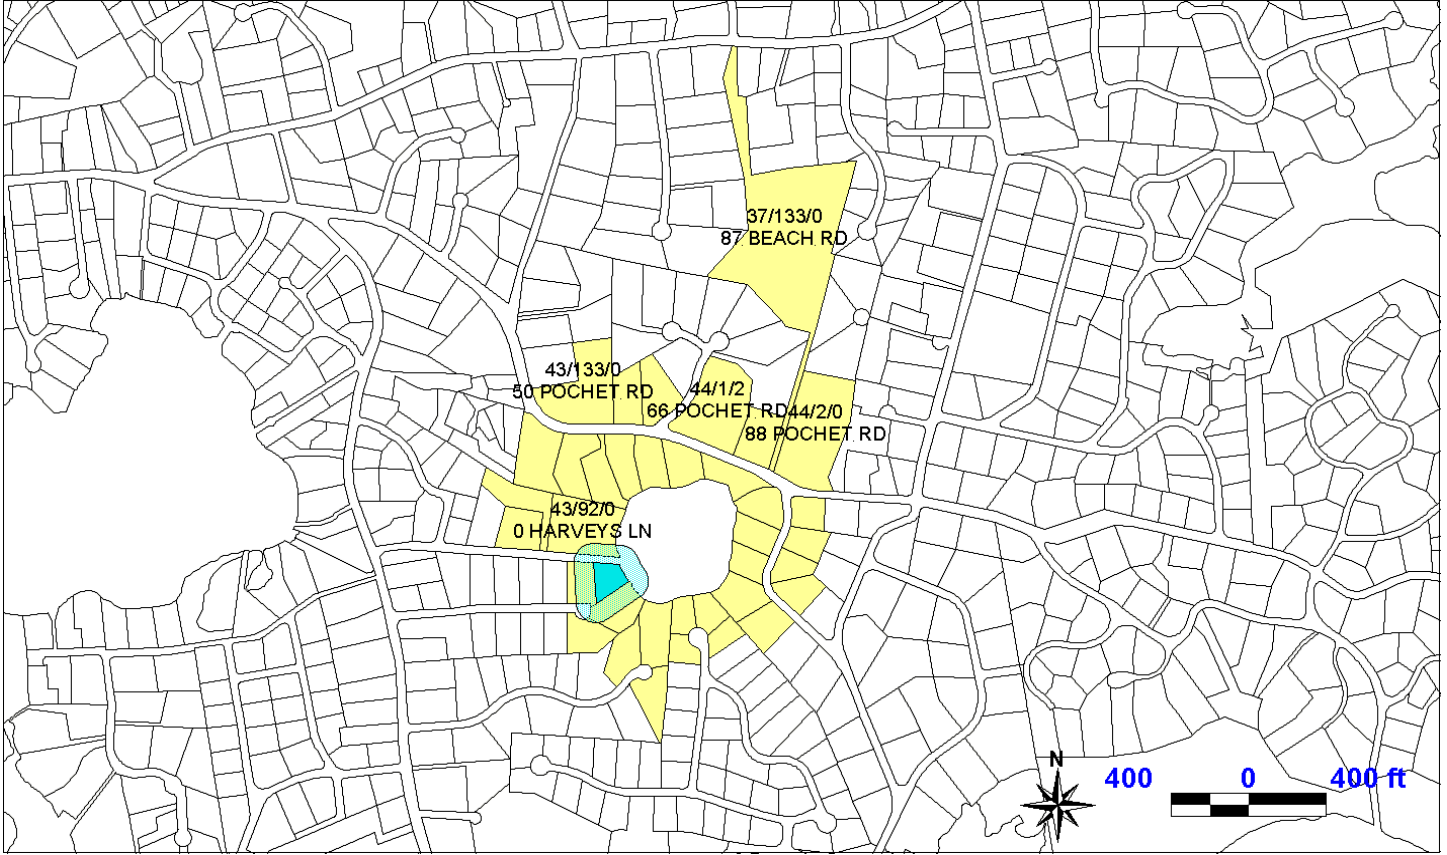 37/133/0
87 BEACH RD
43/133/0
50 POCHET RD
44/1/2
66 POCHET RD
44/2/0
88 POCHET RD
43/92/0
0 HARVEYS LN
N
400 0 400 ft